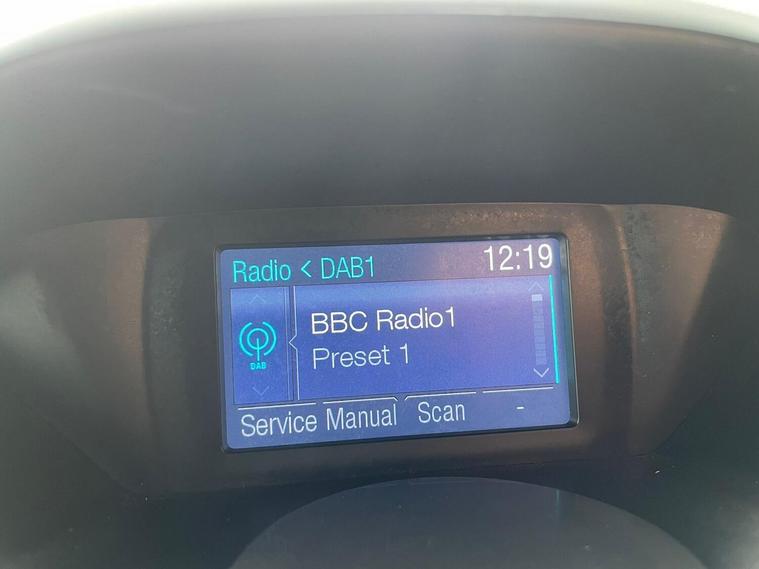 Radio < DAB1 12:19
DAB
BBC Radio1
Preset 1
Service Manual Scan -